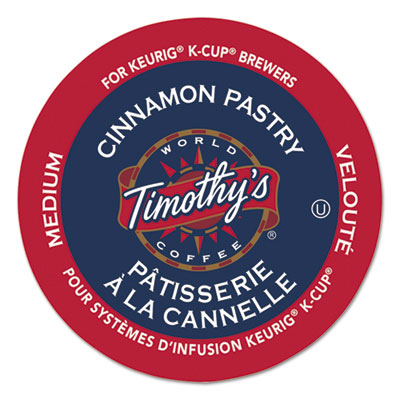 FOR KEURIG® K-CUP® BREWERS
CINNAMON PASTRY
WORLD
Timothy's
COFFEE
®
MEDIUM
VELOUTÉ
U
PÂTISSERIE
À LA CANNELLE
POUR SYSTÈMES D'INFUSION KEURIG® K-CUP®